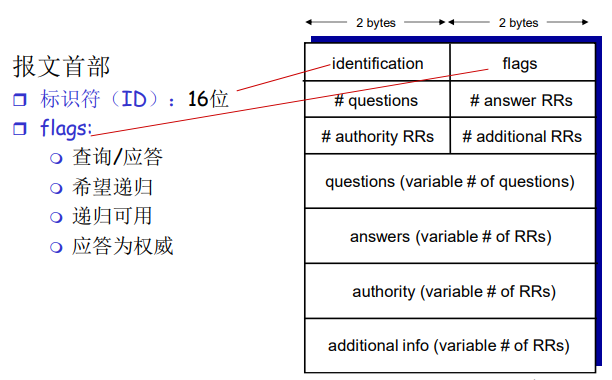 报文首部
标识符（ID）：16位
flags:
查询/应答
希望递归
递归可用
应答为权威
2 bytes 2 bytes
identification flags
# questions # answer RRs
# authority RRs # additional RRs
questions (variable # of questions)
answers (variable # of RRs)
authority (variable # of RRs)
additional info (variable # of RRs)